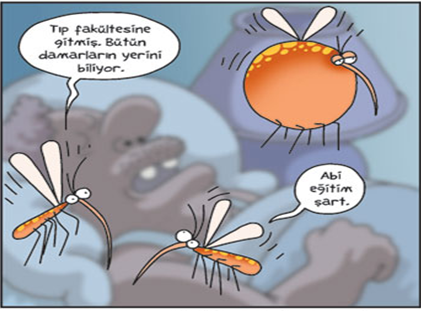 Tıp fakültesine
gitmiş. Bütün
damarların yerini
biliyor.
Abi
eğitim
şart.